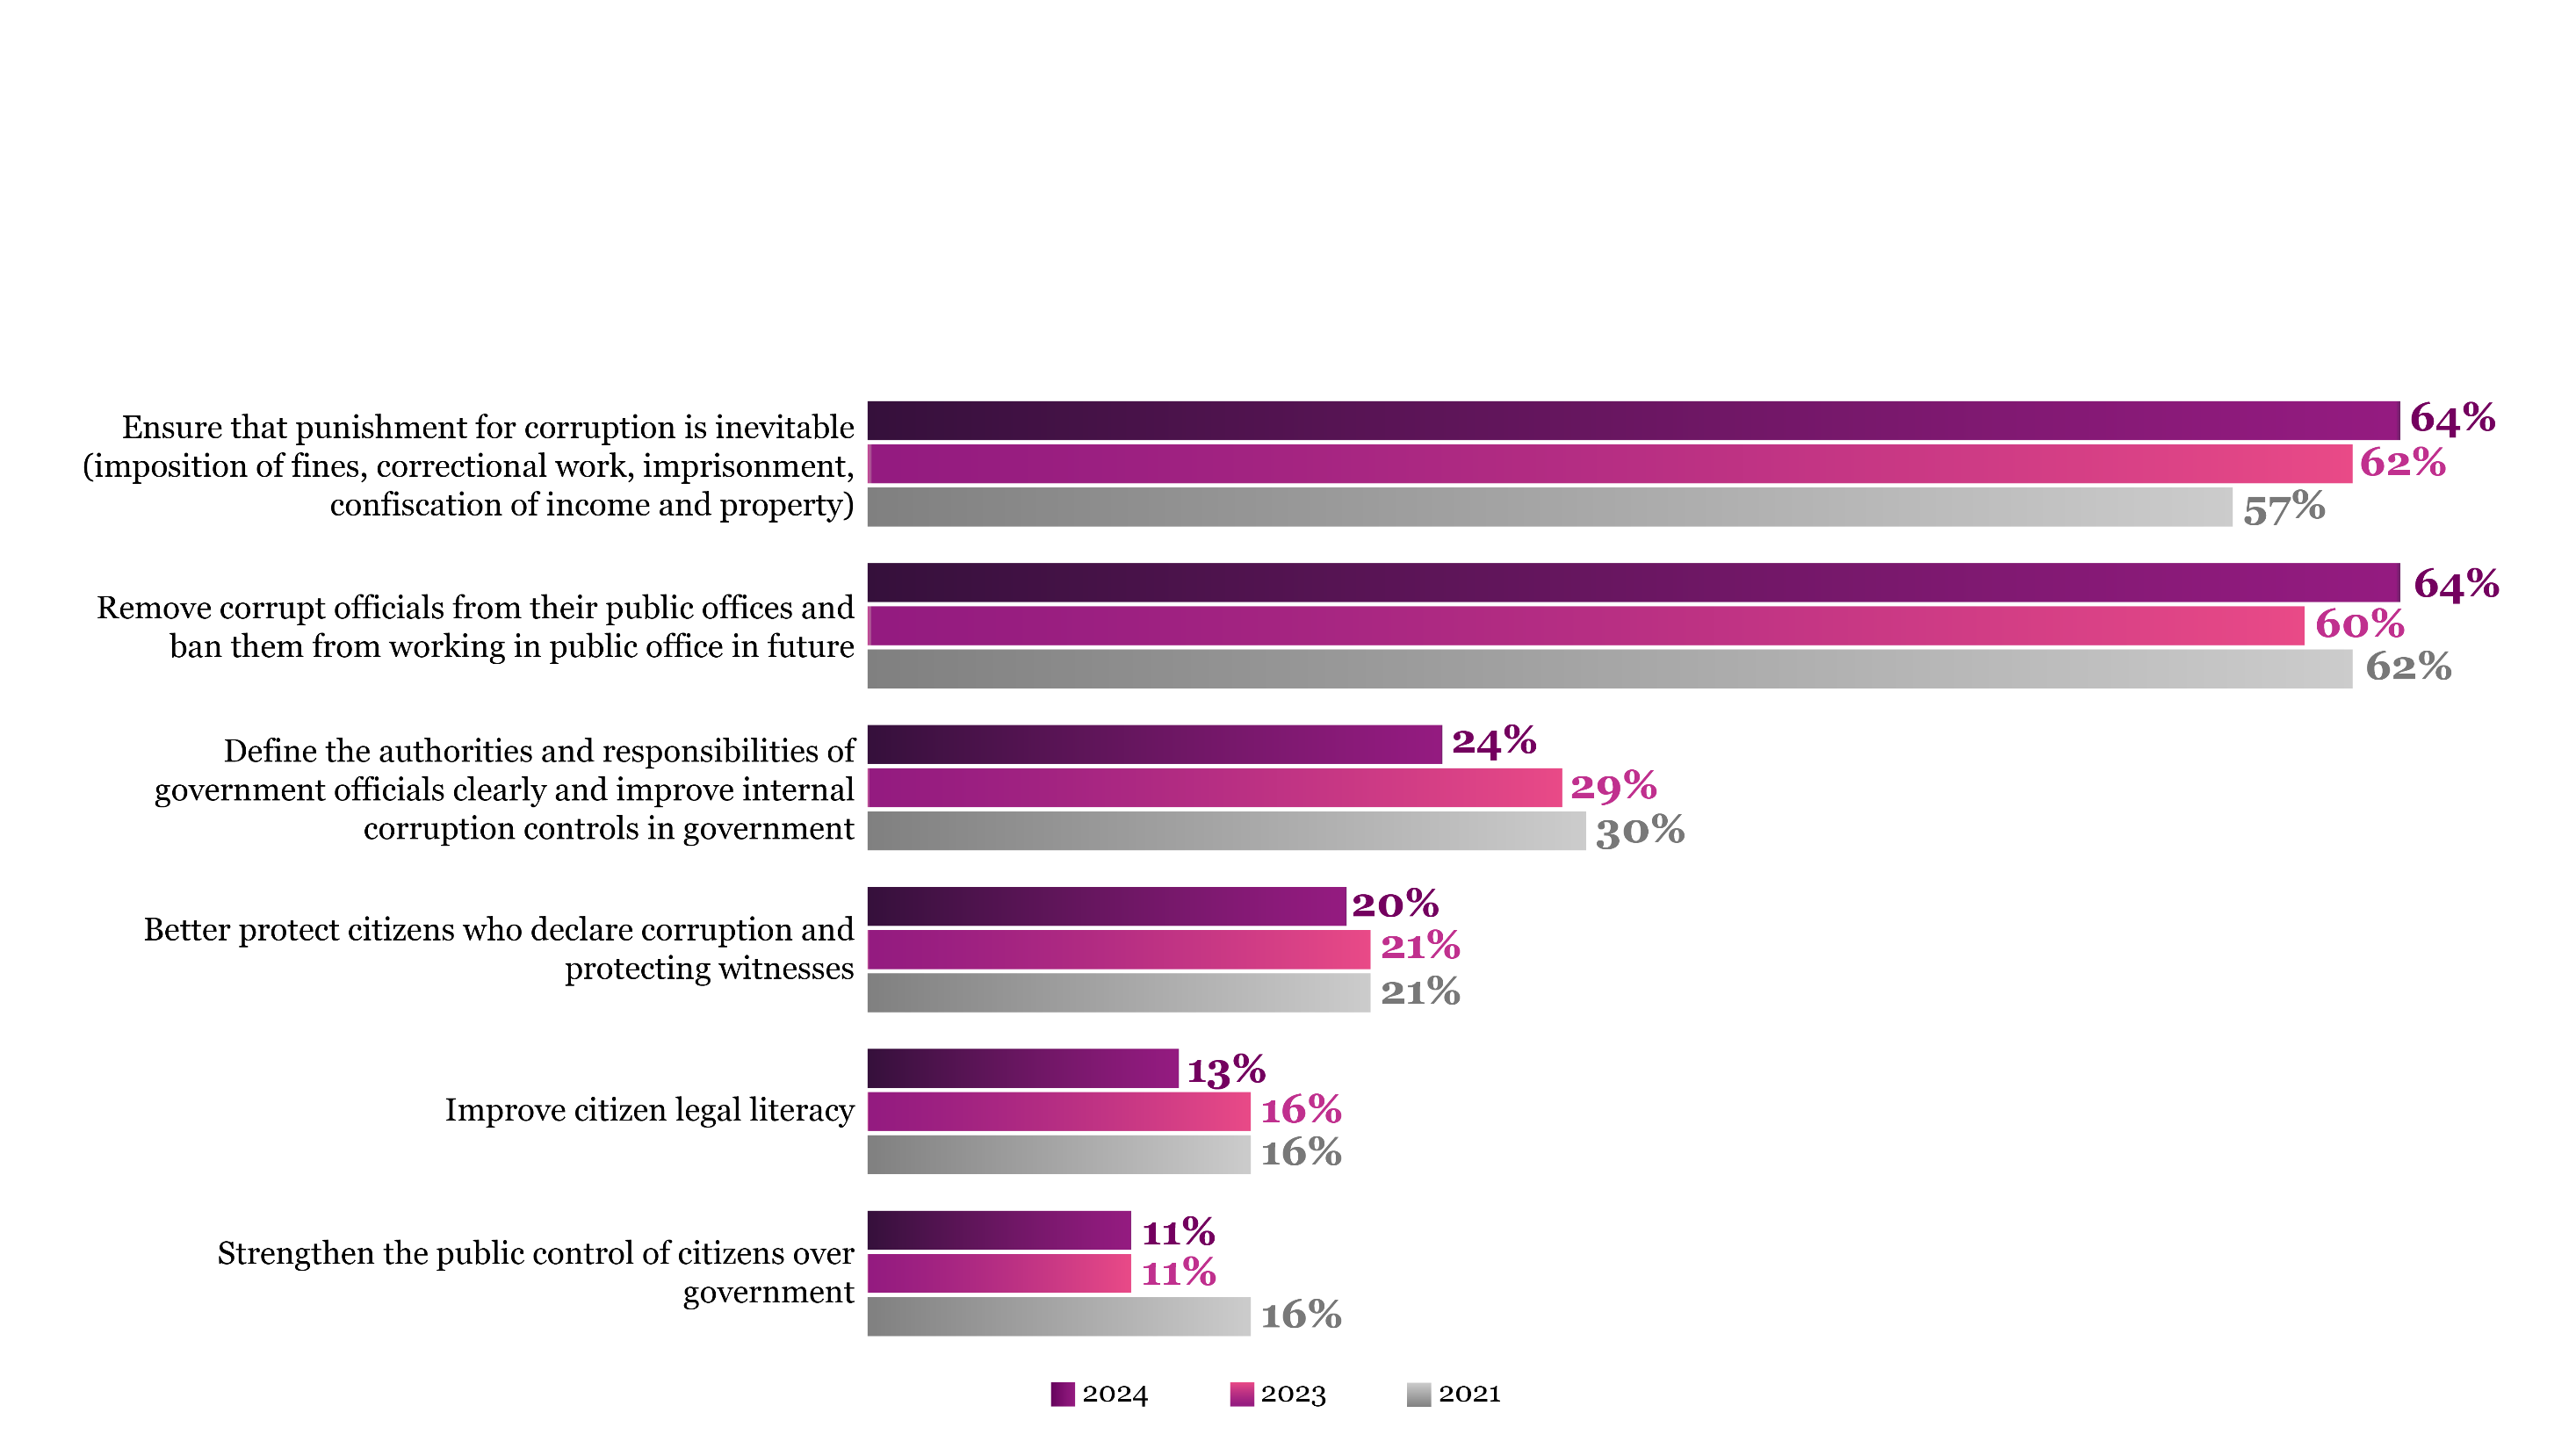 Ensure that punishment for corruption is inevitable
(imposition of fines, correctional work, imprisonment,
confiscation of income and property)
64%
62%
57%
Remove corrupt officials from their public offices and
ban them from working in public office in future
64%
60%
62%
Define the authorities and responsibilities of
government officials clearly and improve internal
corruption controls in government
24%
29%
30%
Better protect citizens who declare corruption and
protecting witnesses
20%
21%
21%
Improve citizen legal literacy
13%
16%
16%
Strengthen the public control of citizens over
government
11%
11%
16%
2024 2023 2021